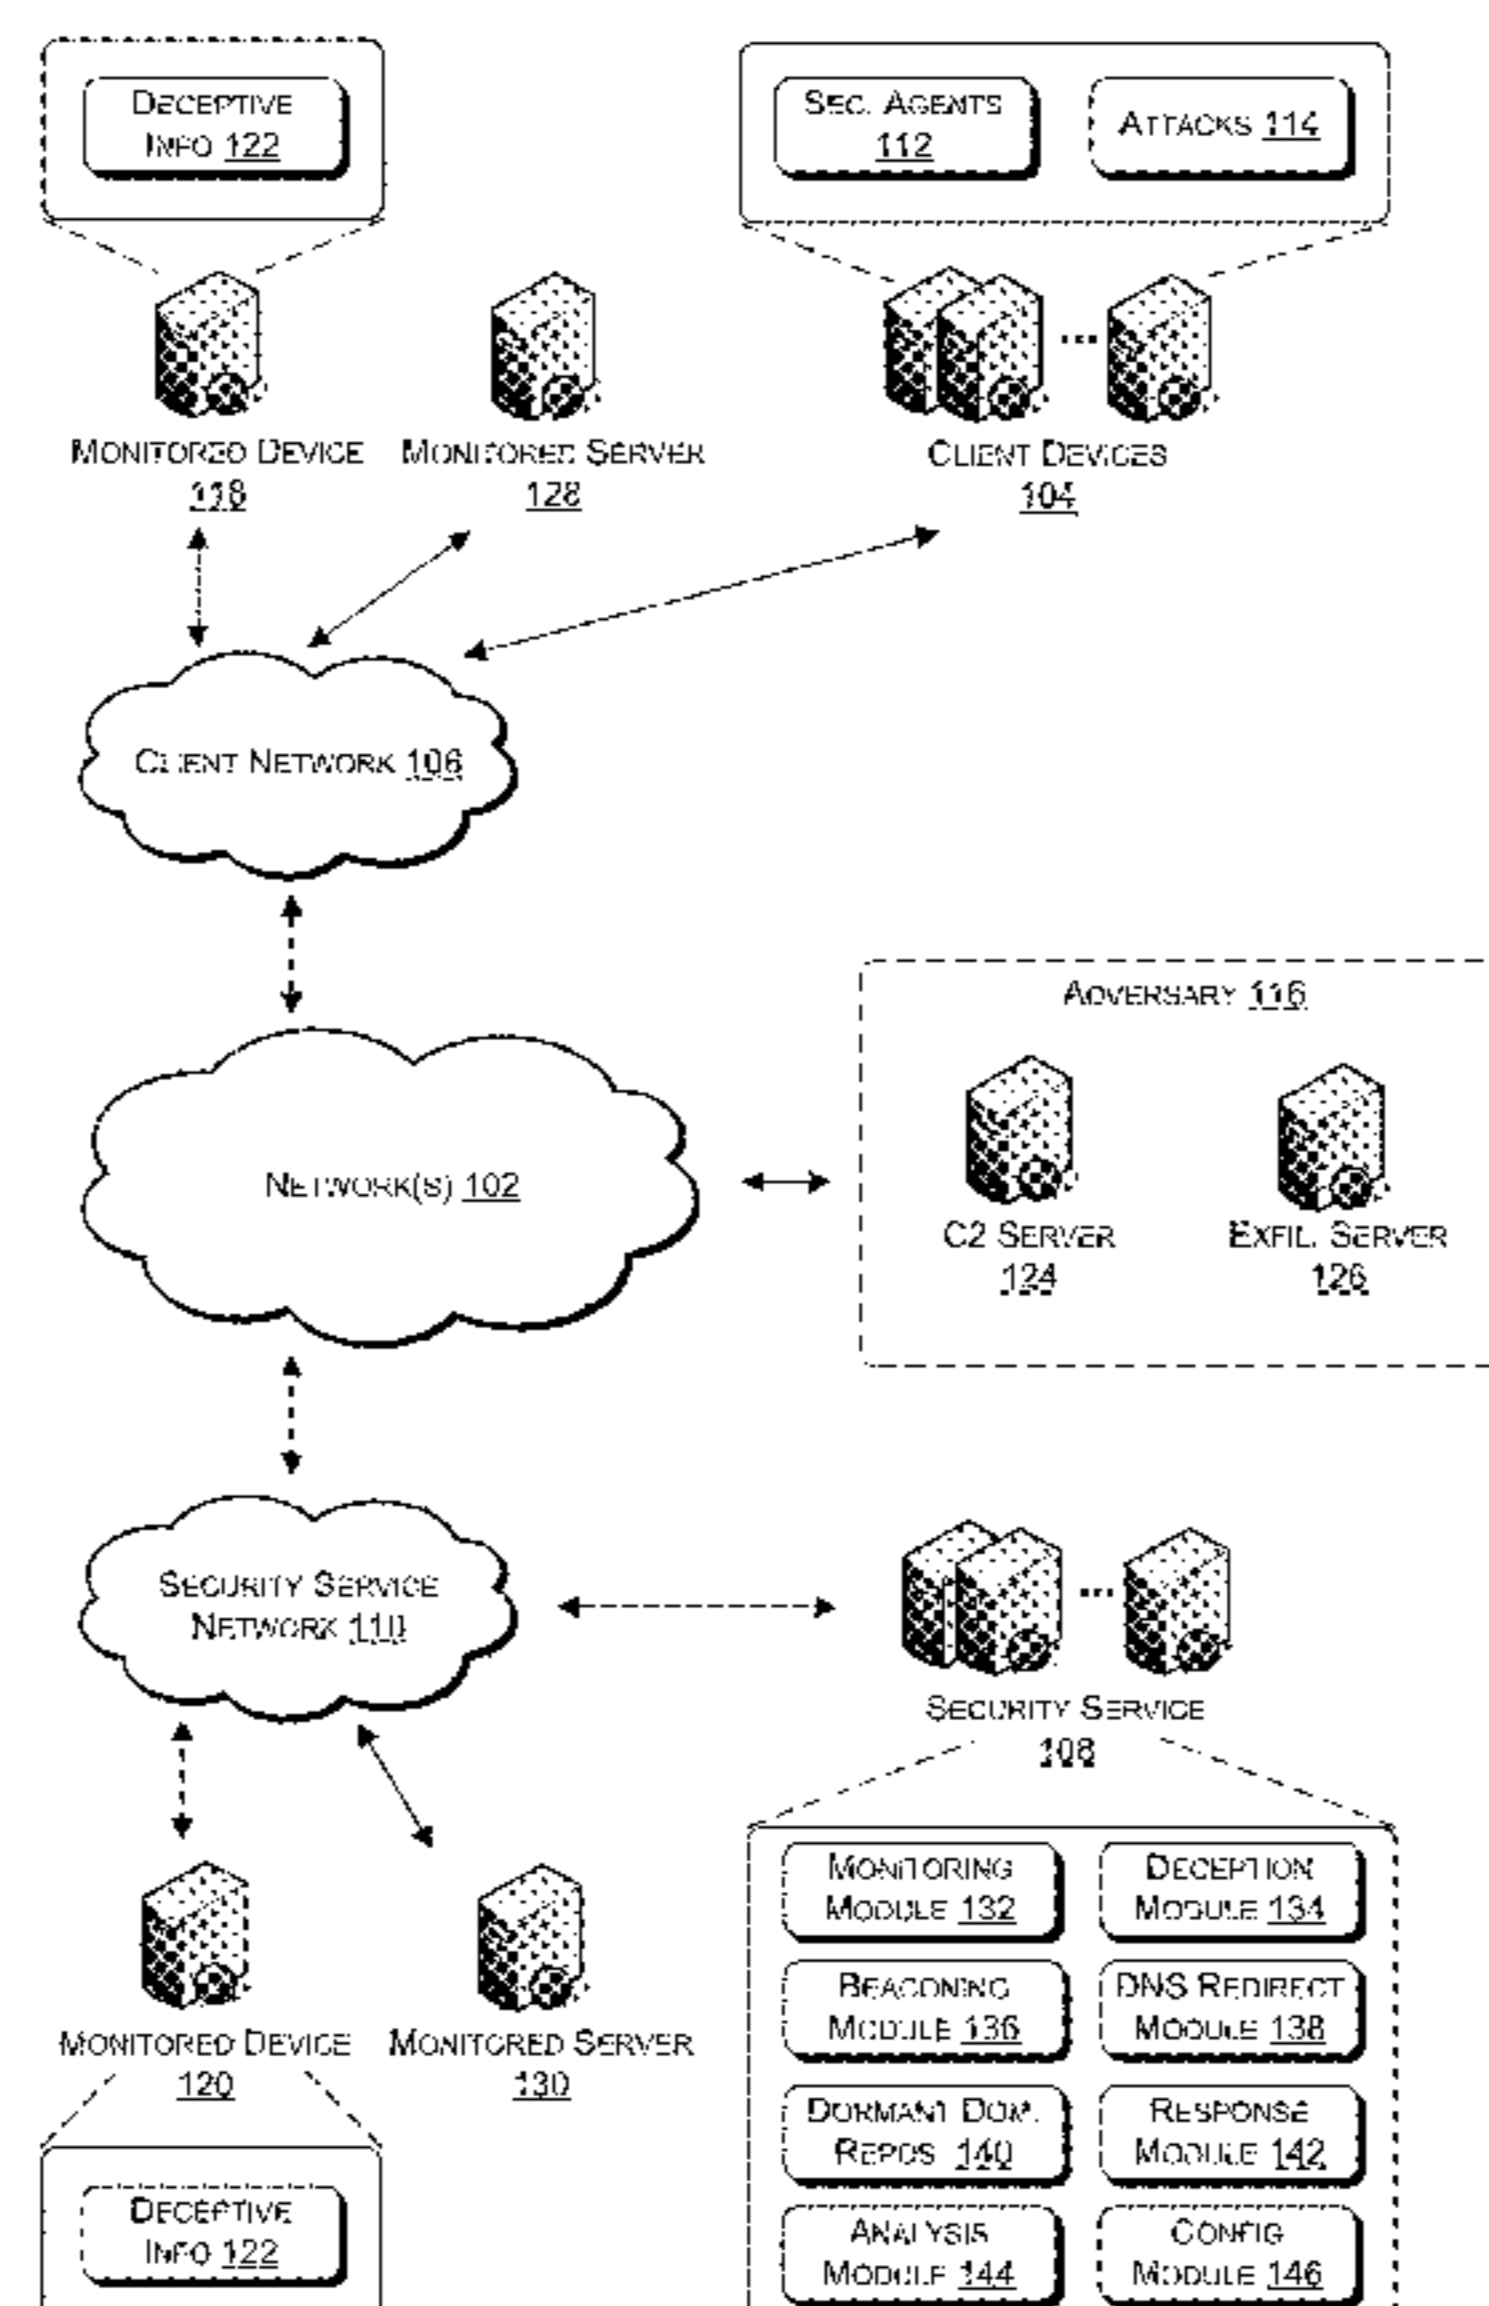 DECEPTIVE
INFO 122
SEC. AGENTS
112
ATTACKS 114
MONITORED DEVICE
118
MONITORED SERVER
128
CLIENT DEVICES
104
CLIENT NETWORK 106
ADVERSARY 116
NETWORK(S) 102
C2 SERVER
124
EXFIL. SERVER
126
SECURITY SERVICE
NETWORK 110
SECURITY SERVICE
108
MONITORING
MODULE 132
DECEPTION
MODULE 134
BEACONING
MODULE 136
DNS REDIRECT
MODULE 138
MONITORED DEVICE
120
MONITORED SERVER
130
DORMANT DOM.
REPOS. 140
RESPONSE
MODULE 142
DECEPTIVE
INFO 122
ANALYSIS
MODULE 144
CONFIG
MODULE 146